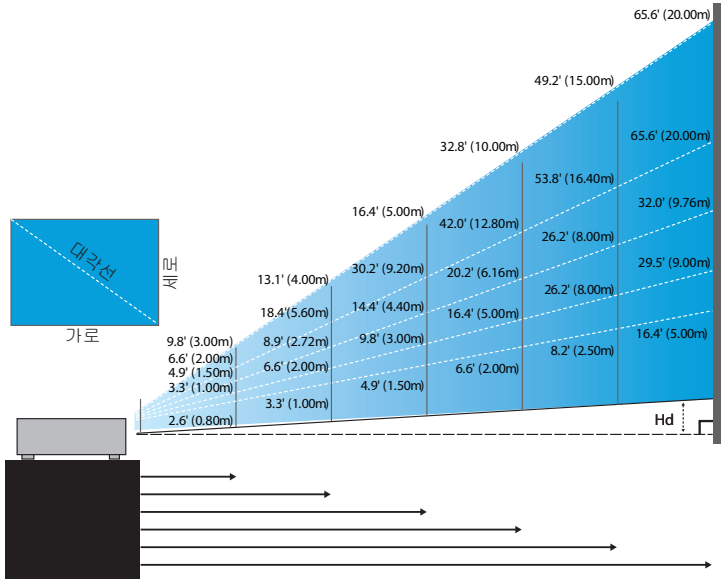 65.6' (20.00m)
49.2' (15.00m)
65.6' (20.00m)
32.8' (10.00m)
53.8' (16.40m)
32.0' (9.76m)
16.4' (5.00m)
42.0' (12.80m)
26.2' (8.00m)
29.5' (9.00m)
13.1' (4.00m)
30.2' (9.20m)
20.2' (6.16m)
26.2' (8.00m)
16.4' (5.00m)
9.8' (3.00m)
18.4' (5.60m)
14.4' (4.40m)
16.4' (5.00m)
8.2' (2.50m)
6.6' (2.00m)
8.9' (2.72m)
9.8' (3.00m)
6.6' (2.00m)
4.9' (1.50m)
6.6' (2.00m)
4.9' (1.50m)
3.3' (1.00m)
3.3' (1.00m)
2.6' (0.80m)
대각선
세로
가로
Hd